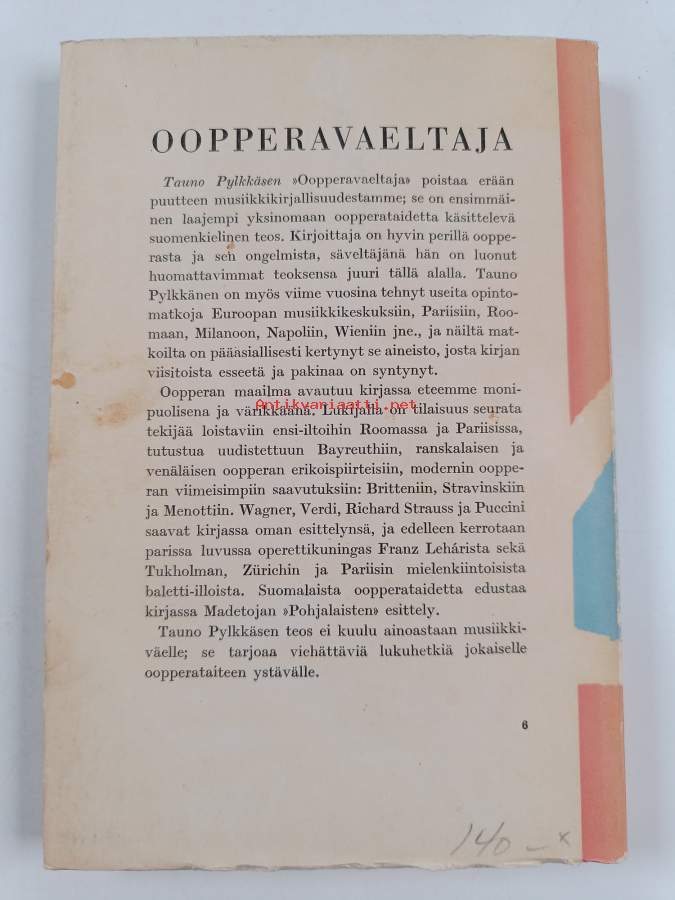 OOPPERAVAELTAJA
Tauno Pylkkäsen »Oopperavaeltaja» poistaa erään
puutteen musiikkikirjallisuudestamme; se on ensimmäi-
nen laajempi yksinomaan oopperataidetta käsittelevä
suomenkielinen teos. Kirjoittaja on hyvin perillä ooppe-
rasta ja sen ongelmista, säveltäjänä hän on luonut
huomattavimmat teoksensa juuri tällä alalla. Tauno
Pylkkänen on myös viime vuosina tehnyt useita opinto-
matkoja Euroopan musiikkikeskuksiin, Pariisiin, Roo-
maan, Milanoon, Napoliin, Wieniin jne., ja näiltä mat-
koilta on pääasiallisesti kertynyt se aineisto, josta kirjan
viisitoista esseetä ja pakinaa on syntynyt.
Oopperan maailma avautuu kirjassa eteemme moni-
Antikvariaatti.net
puolisena ja värikkäänä. Lukijalla on tilaisuus seurata
tekijää loistaviin ensi-iltoihin Roomassa ja Pariisissa,
tutustua uudistettuun Bayreuthiin, ranskalaisen ja
venäläisen oopperan erikoispiirteisiin, modernin ooppe-
ran viimeisimpiin saavutuksiin: Britteniin, Stravinskiin
ja Menottiin. Wagner, Verdi, Richard Strauss ja Puccini
saavat kirjassa oman esittelynsä, ja edelleen kerrotaan
parissa luvussa operettikuningas Franz Lehárista sekä
Tukholman, Zürichin ja Pariisin mielenkiintoisista
baletti-illoista. Suomalaista oopperataidetta edustaa
kirjassa Madetojan »Pohjalaisten» esittely.
Tauno Pylkkäsen teos ei kuulu ainoastaan musiikki-
väelle; se tarjoaa viehättäviä lukuhetkiä jokaiselle
oopperataiteen ystävälle.
6
140 – x